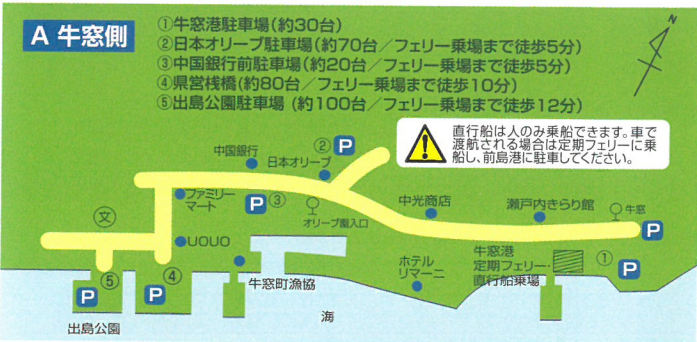 A 牛窓側
①牛窓港駐車場(約30台)
②日本オリーブ駐車場(約70台/フェリー乗場まで徒歩5分)
③中国銀行前駐車場(約20台/フェリー乗場まで徒歩5分)
④県営桟橋(約80台/フェリー乗場まで徒歩10分)
⑤出島公園駐車場 (約100台/フェリー乗場まで徒歩12分)
N
直行船は人のみ乗船できます。車で
渡航される場合は定期フェリーに乗
船し、前島港に駐車してください。
② P
中国銀行
日本オリーブ
ファミリー
マート
P ③
オリーブ園入口
中光商店
瀬戸内きらり館
牛窓
P
文
UOUO
牛窓町漁協
ホテル
リマーニ
牛窓港
定期フェリー・
直行船乗場
① P
⑤
P
④
P
出島公園
海